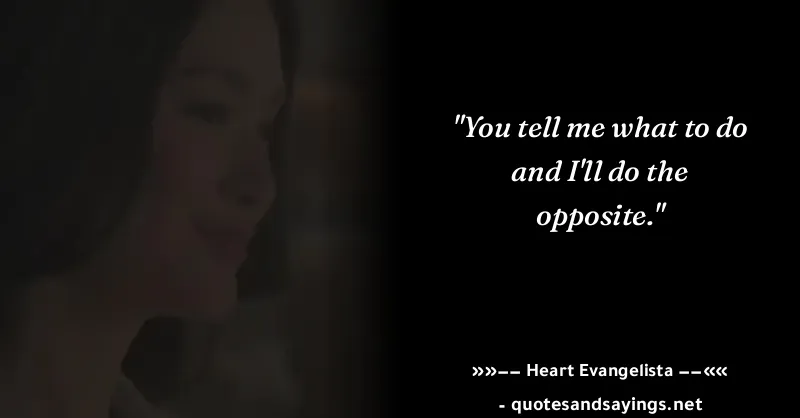 "You tell me what to do
and I'll do the
opposite."
»»−− Heart Evangelista −−««
- quotesandsayings.net